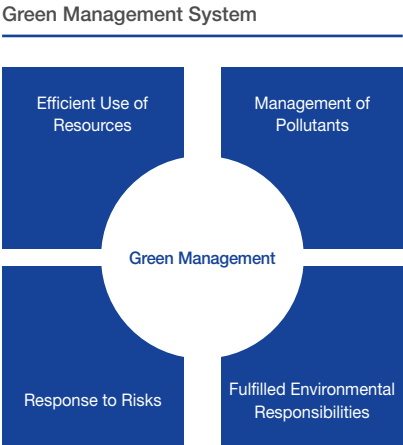 Green Management System
Efficient Use of
Resources
Management of
Pollutants
Green Management
Response to Risks
Fulfilled Environmental
Responsibilities